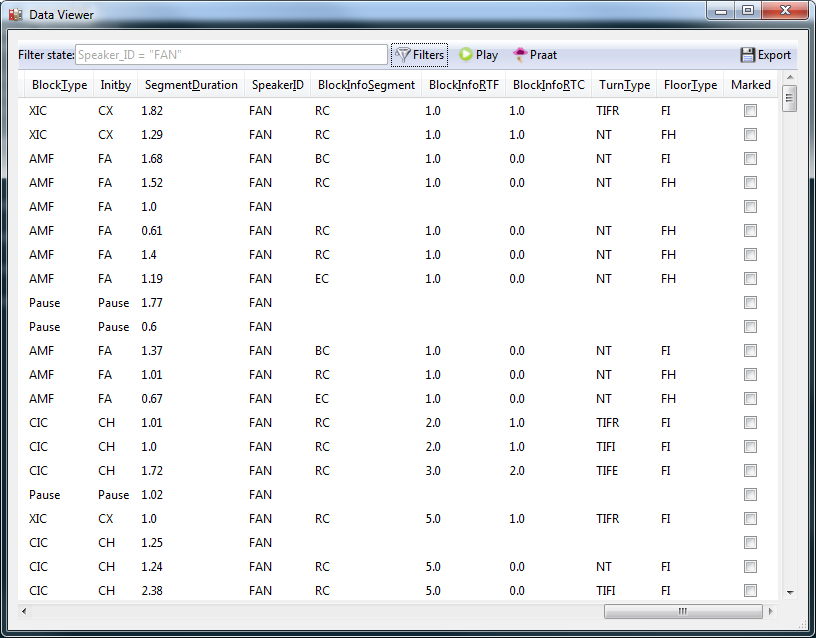 Data Viewer
Filter state: Speaker_ID = "FAN" Filters Play Praat Export
BlockType Initby SegmentDuration SpeakerID BlockInfoSegment BlockInfoRTF BlockInfoRTC TurnType FloorType Marked
XIC CX 1.82 FAN RC 1.0 1.0 TIFR FI
XIC CX 1.29 FAN RC 1.0 1.0 NT FH
AMF FA 1.68 FAN BC 1.0 0.0 NT FI
AMF FA 1.52 FAN RC 1.0 0.0 NT FH
AMF FA 1.0 FAN
AMF FA 0.61 FAN RC 1.0 0.0 NT FH
AMF FA 1.4 FAN RC 1.0 0.0 NT FH
AMF FA 1.19 FAN EC 1.0 0.0 NT FH
Pause Pause 1.77 FAN
Pause Pause 0.6 FAN
AMF FA 1.37 FAN BC 1.0 0.0 NT FI
AMF FA 1.01 FAN RC 1.0 0.0 NT FH
AMF FA 0.67 FAN EC 1.0 0.0 NT FH
CIC CH 1.01 FAN RC 2.0 1.0 TIFR FI
CIC CH 1.0 FAN RC 2.0 1.0 TIFI FI
CIC CH 1.72 FAN RC 3.0 2.0 TIFE FI
Pause Pause 1.02 FAN
XIC CX 1.0 FAN RC 5.0 1.0 TIFR FI
CIC CH 1.25 FAN
CIC CH 1.24 FAN RC 5.0 0.0 NT FI
CIC CH 2.38 FAN RC 5.0 0.0 TIFI FI